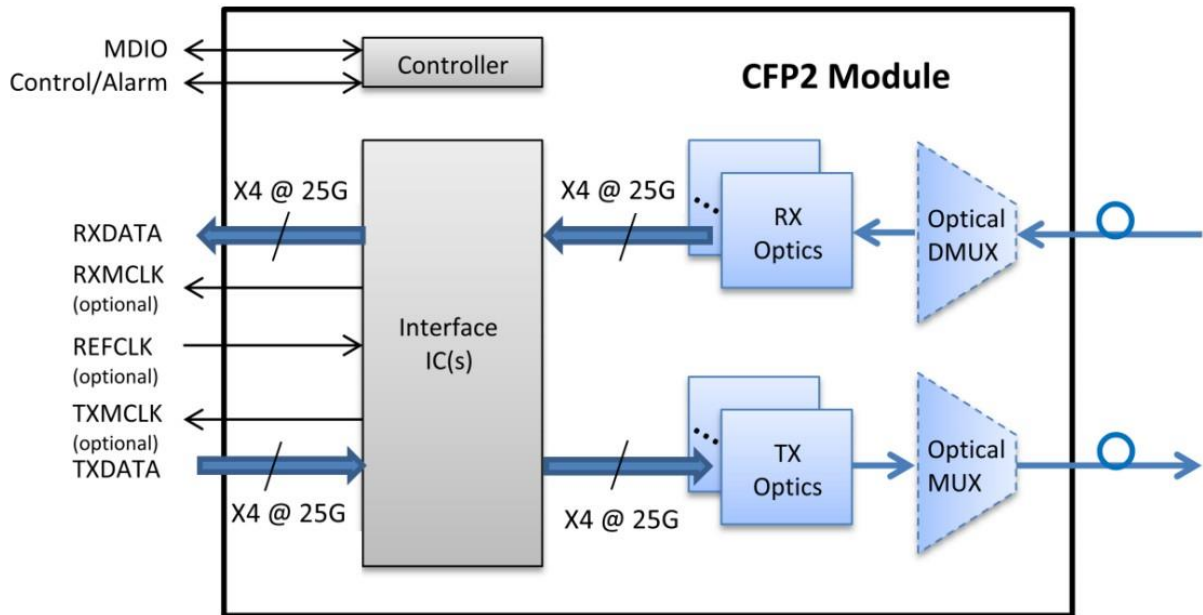 MDIO
Control/Alarm
Controller
CFP2 Module
X4 @ 25G
X4 @ 25G
RXDATA
RXMCLK
(optional)
REFCLK
(optional)
TXMCLK
(optional)
TXDATA
X4 @ 25G
Interface
IC(s)
X4 @ 25G
RX
Optics
Optical
DMUX
TX
Optics
Optical
MUX